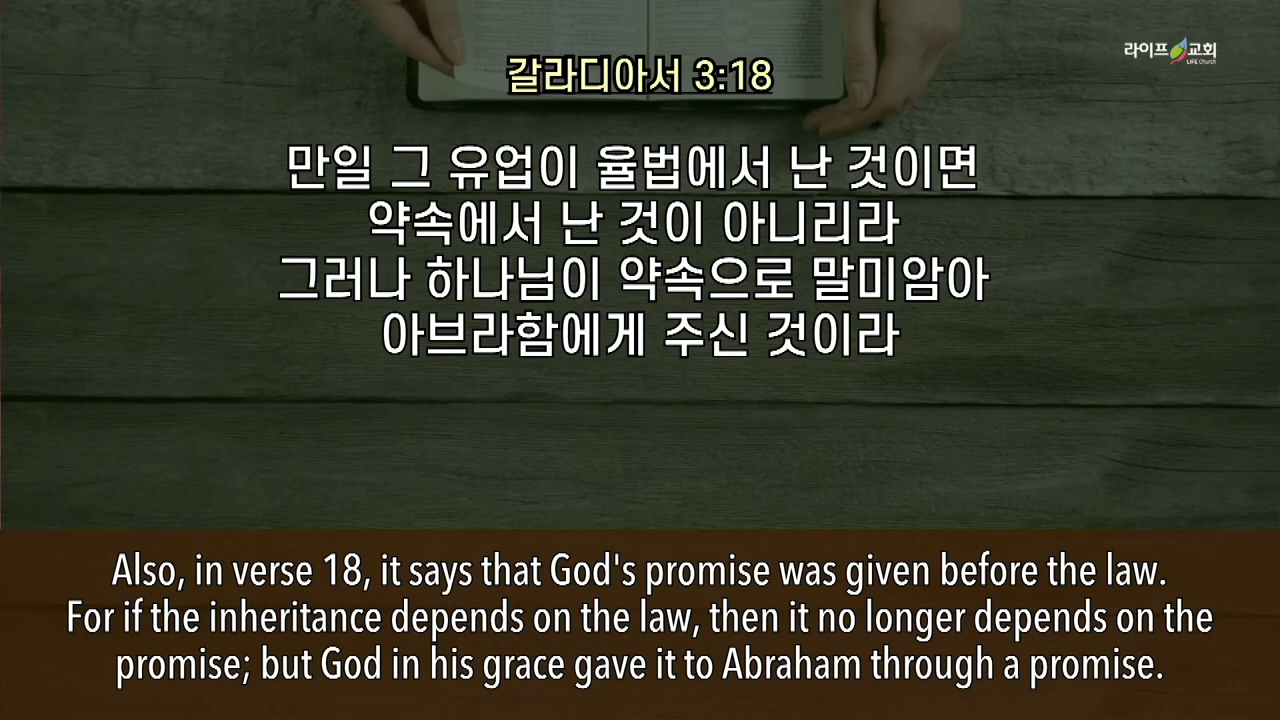 라이프 교회
LIFE Church
갈라디아서 3:18
만일 그 유업이 율법에서 난 것이면
약속에서 난 것이 아니리라
그러나 하나님이 약속으로 말미암아
아브라함에게 주신 것이라
Also, in verse 18, it says that God's promise was given before the law.
For if the inheritance depends on the law, then it no longer depends on the
promise; but God in his grace gave it to Abraham through a promise.